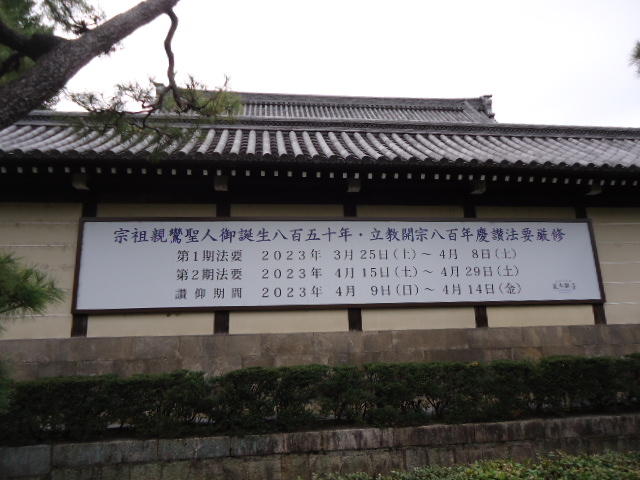 宗祖親鸞聖人御誕生八百五十年・立教開宗八百年慶讃法要厳修
第1期法要 2023年 3月25日(土)～ 4月 8日(土)
第2期法要 2023年 4月15日(土)～ 4月29日(土)
讃仰期間 2023年 4月 9日(日)～ 4月14日(金)